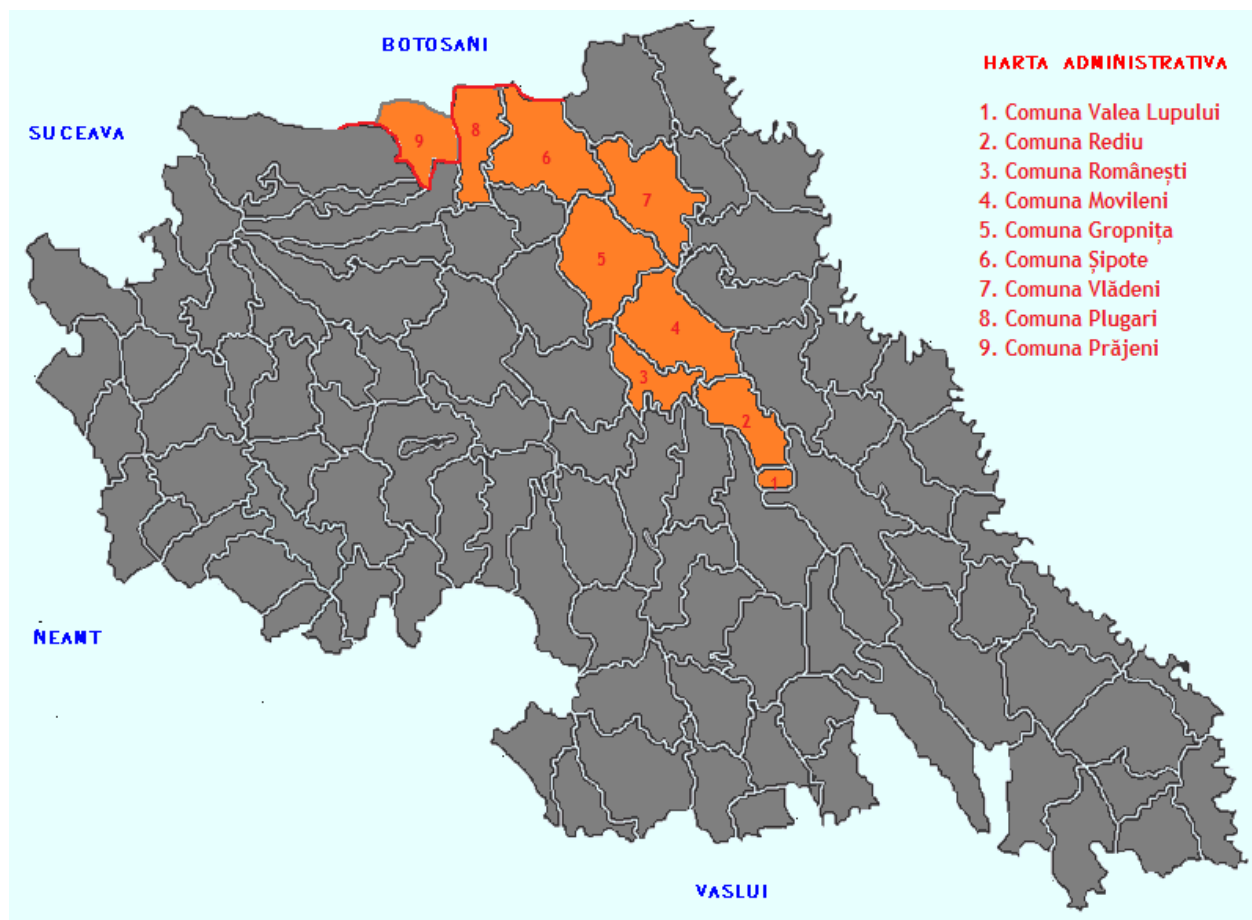 BOTOSANI
SUCEAVA
NEAMT
VASLUI
HARTA ADMINISTRATIVA
1. Comuna Valea Lupului
2. Comuna Rediu
3. Comuna Românești
4. Comuna Movileni
5. Comuna Gropnița
6. Comuna Șipote
7. Comuna Vlădeni
8. Comuna Plugari
9. Comuna Prăjeni
9
8
6
7
5
4
3
2
1